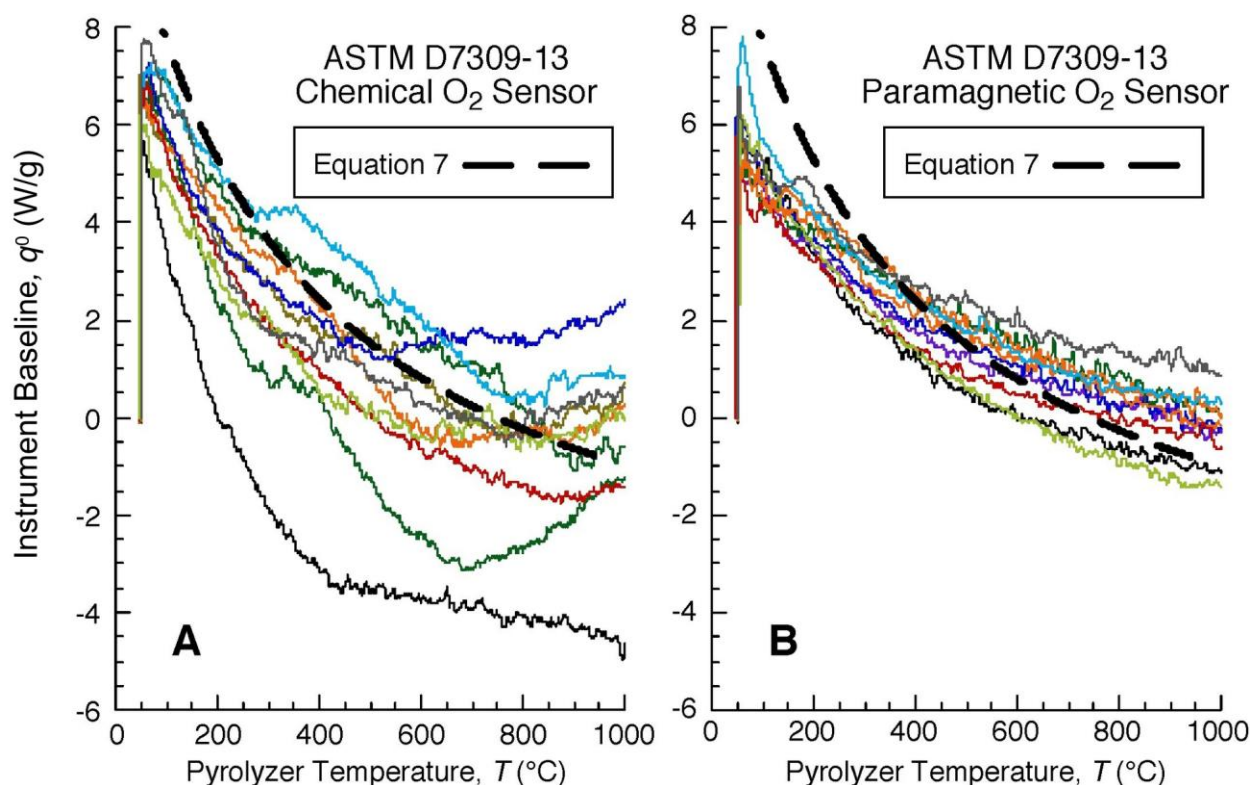 ASTM D7309-13
Chemical O2 Sensor
Equation 7
A
8
6
4
2
0
-2
-4
-6
0 200 400 600 800 1000
Pyrolyzer Temperature, T (°C)
Instrument Baseline, q⁰ (W/g)
ASTM D7309-13
Paramagnetic O2 Sensor
Equation 7
B
8
6
4
2
0
-2
-4
-6
0 200 400 600 800 1000
Pyrolyzer Temperature, T (°C)